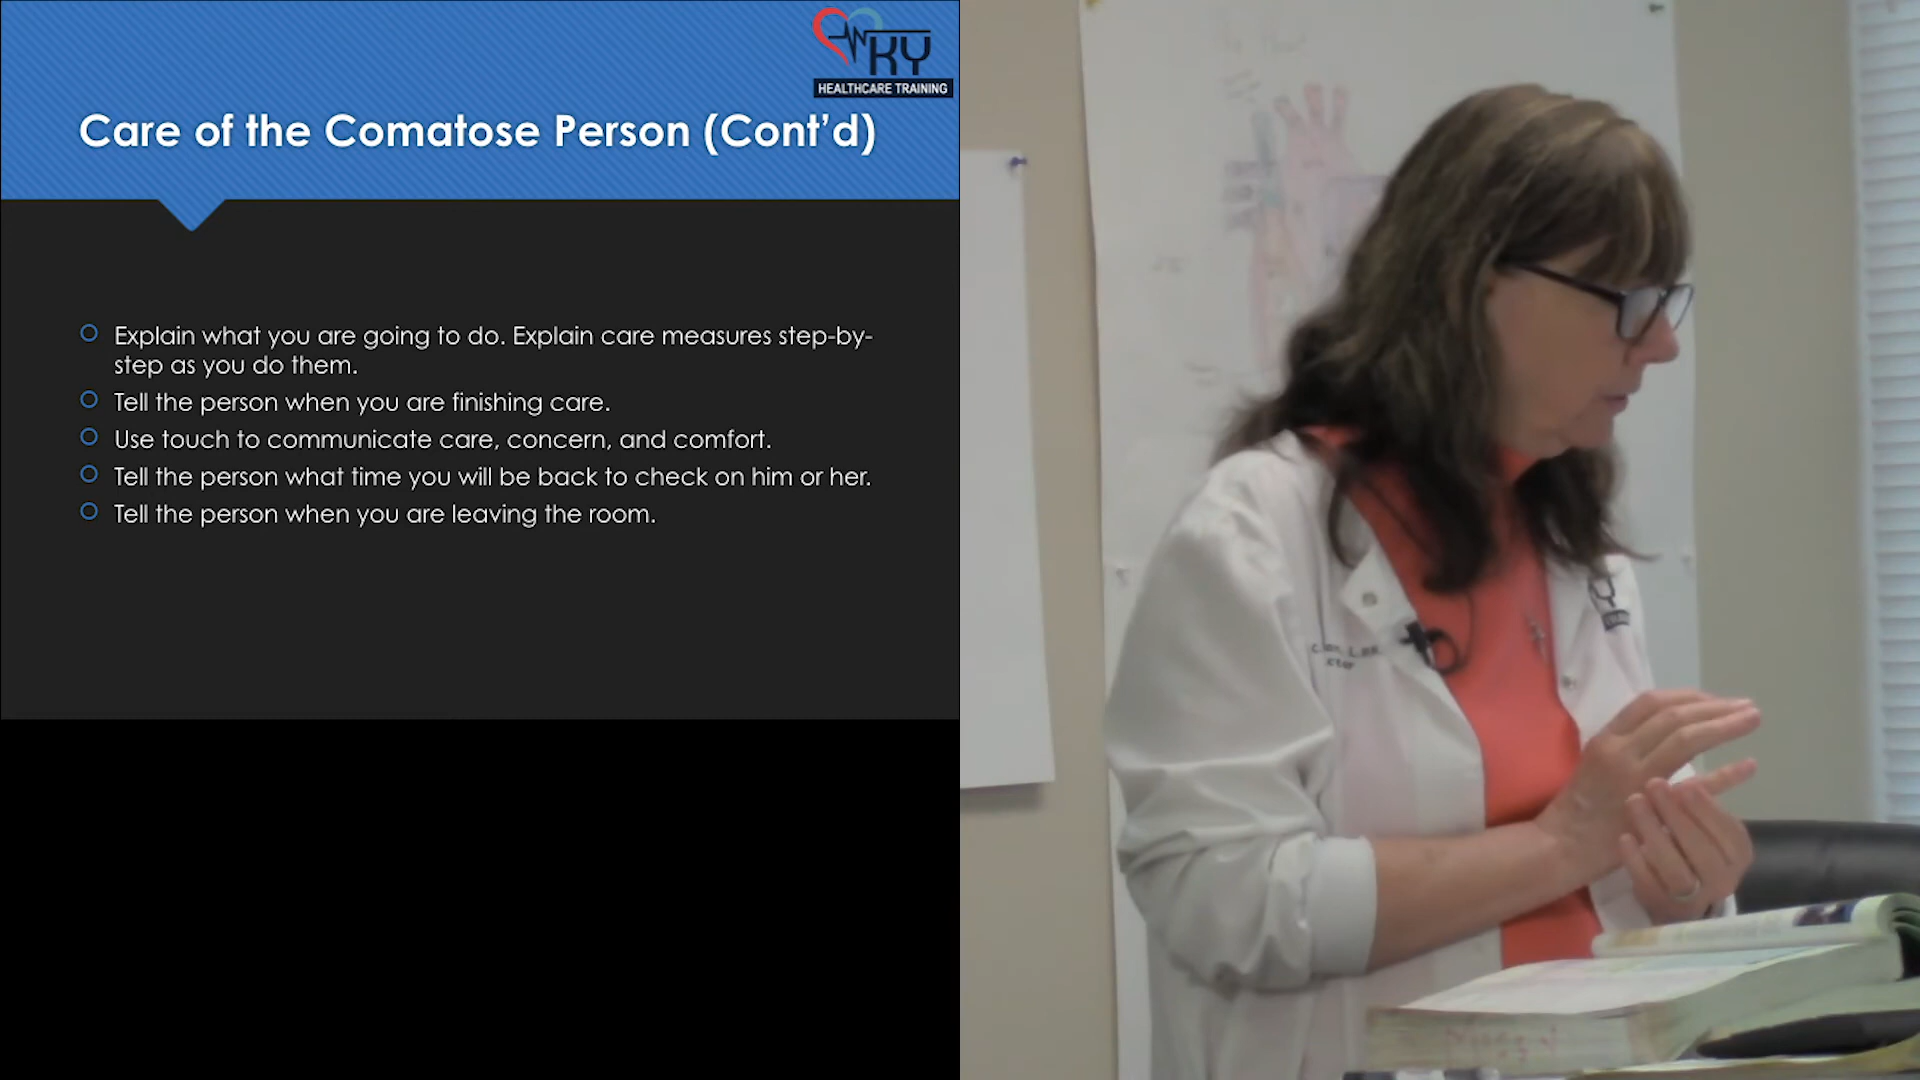 KY
HEALTHCARE TRAINING
Care of the Comatose Person (Cont’d)
Explain what you are going to do. Explain care measures step-by-
step as you do them.
Tell the person when you are finishing care.
Use touch to communicate care, concern, and comfort.
Tell the person what time you will be back to check on him or her.
Tell the person when you are leaving the room.